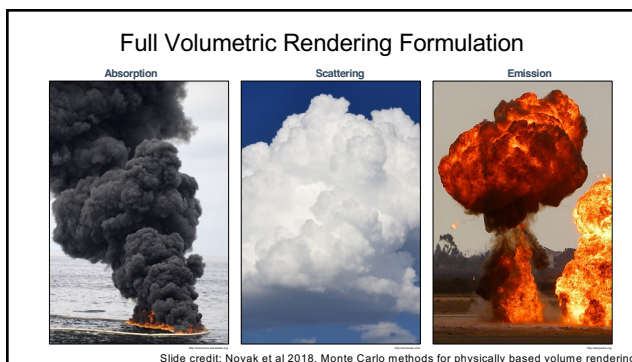 Full Volumetric Rendering Formulation
Absorption
Scattering
Emission
Slide credit: Novak et al 2018, Monte Carlo methods for physically based volume rendering